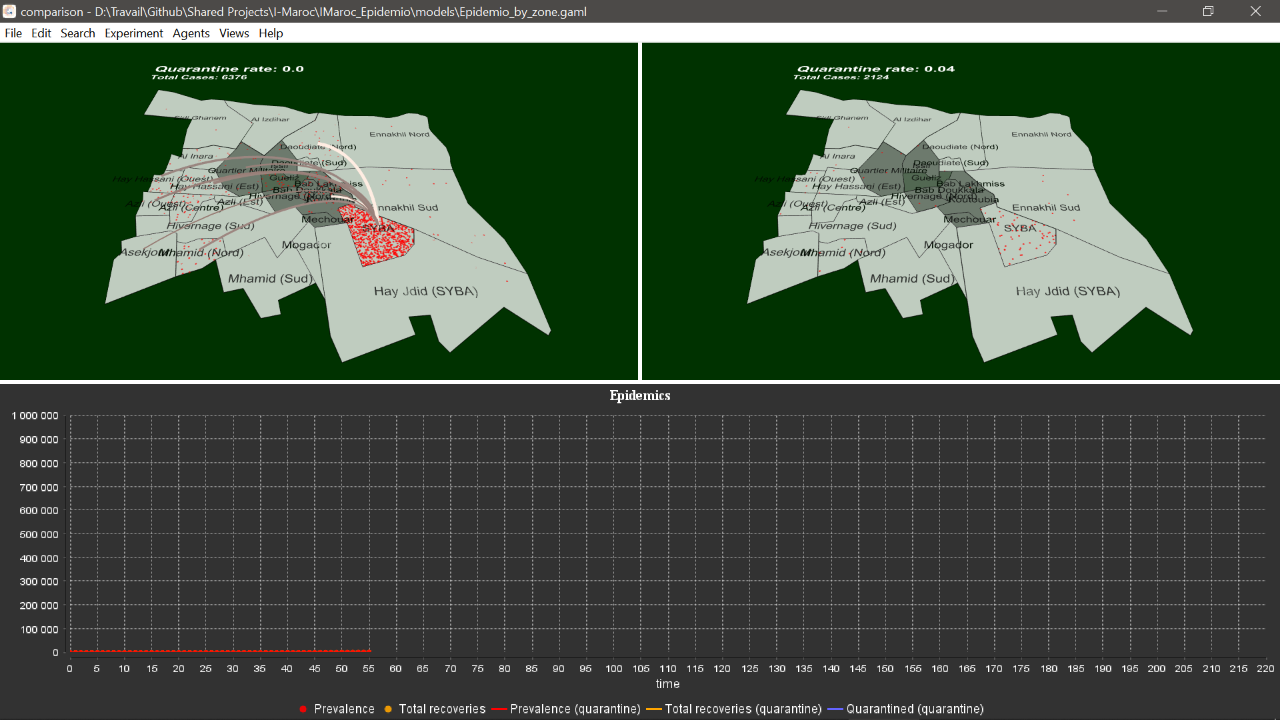 comparison - D:\Travail\Github\Shared Projects\I-Maroc\IMaroc_Epidemio\models\Epidemio_by_zone.gaml
File Edit Search Experiment Agents Views Help
Quarantine rate: 0.0
Total Cases: 6376
Sidi Ghanem
Al Izdihar
Ennakhil Nord
Daoudiate (Nord)
Al Inara
Daoudiate (Sud)
Quartier Militaire
Hay Hassani (Ouest)
Gueliz
Hay Hassani (Est)
Bab Doukkala
Hivernage (Nord)
Azli (Ouest)
Azli (Centre)
Azli (Est)
Ennakhil Sud
Mechouar
Hivernage (Sud)
SYBA
Mogador
Asekjour
Mhamid (Nord)
Mhamid (Sud)
Hay Jdid (SYBA)
Quarantine rate: 0.04
Total Cases: 2124
Sidi Ghanem
Al Izdihar
Ennakhil Nord
Daoudiate (Nord)
Al Inara
Daoudiate (Sud)
Quartier Militaire
Hay Hassani (Ouest)
Gueliz
Bab Lakhmiss
Hay Hassani (Est)
Bab Doukkala
Hivernage (Nord)
Koutoubia
Azli (Ouest)
Azli (Centre)
Azli (Est)
Ennakhil Sud
Mechouar
Hivernage (Sud)
SYBA
Mogador
Asekjour
Mhamid (Nord)
Mhamid (Sud)
Hay Jdid (SYBA)
Epidemics
1 000 000
900 000
800 000
700 000
600 000
500 000
400 000
300 000
200 000
100 000
0
0 5 10 15 20 25 30 35 40 45 50 55 60 65 70 75 80 85 90 95 100 105 110 115 120 125 130 135 140 145 150 155 160 165 170 175 180 185 190 195 200 205 210 215 220
time
Prevalence Total recoveries Prevalence (quarantine) Total recoveries (quarantine) Quarantined (quarantine)